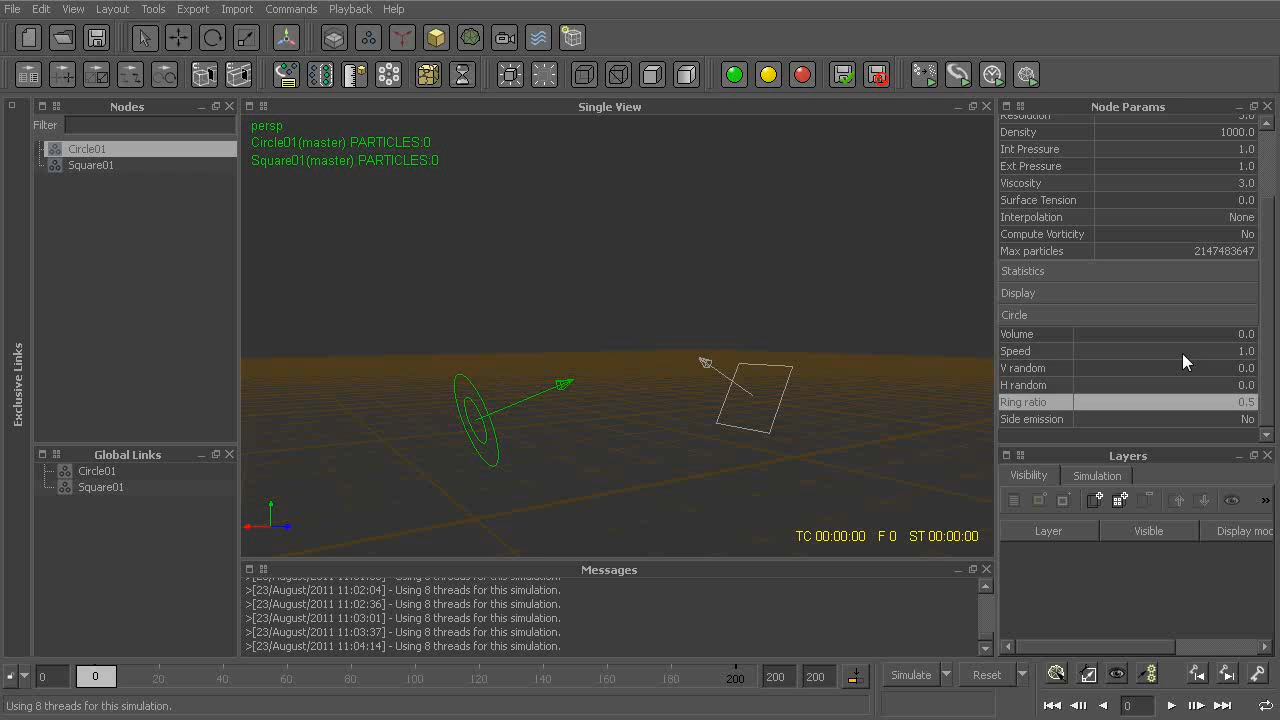 File Edit View Layout Tools Export Import Commands Playback Help
Nodes
Filter
Circle01
Square01
Exclusive Links
Global Links
Circle01
Square01
Single View
persp
Circle01(master) PARTICLES:0
Square01(master) PARTICLES:0
TC 00:00:00 F 0 ST 00:00:00
Messages
>[23/August/2011 11:02:04] - Using 8 threads for this simulation.
>[23/August/2011 11:02:36] - Using 8 threads for this simulation.
>[23/August/2011 11:03:01] - Using 8 threads for this simulation.
>[23/August/2011 11:03:37] - Using 8 threads for this simulation.
>[23/August/2011 11:04:14] - Using 8 threads for this simulation.
Node Params
Resolution
Density 1000.0
Int Pressure 1.0
Ext Pressure 1.0
Viscosity 3.0
Surface Tension 0.0
Interpolation None
Compute Vorticity No
Max particles 2147483647
Statistics
Display
Circle
Volume 0.0
Speed 1.0
V random 0.0
H random 0.0
Ring ratio 0.5
Side emission No
Layers
Visibility Simulation
»
Layer Visible Display mod
0 0 20 40 60 80 100 120 140 160 180 200 200 200 Simulate Reset
Using 8 threads for this simulation. 0